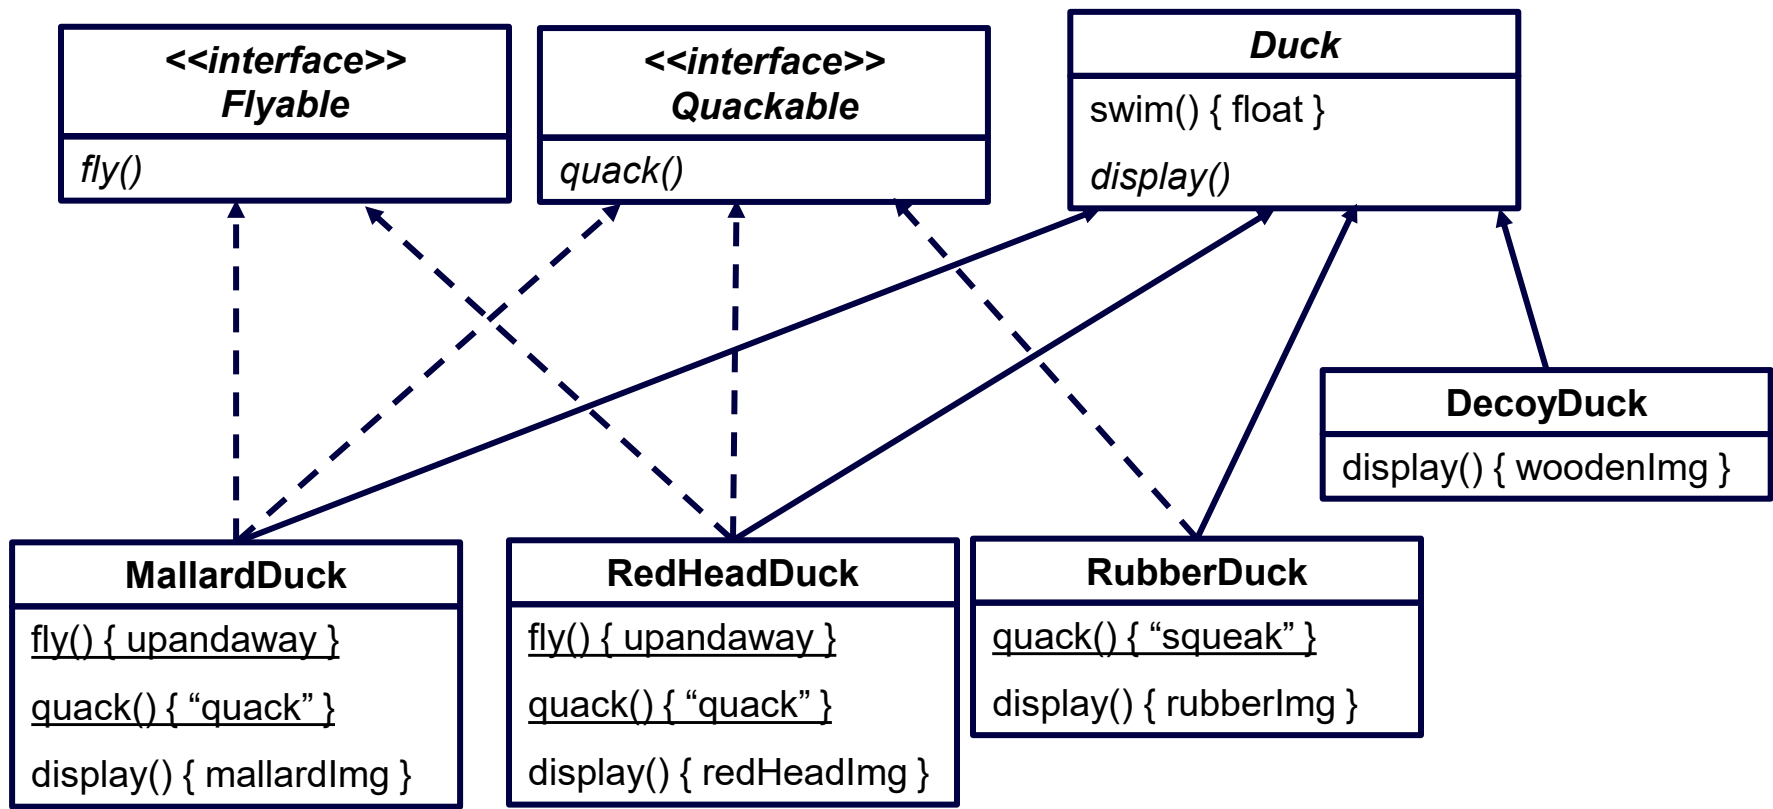 <<interface>>
Flyable
fly()
<<interface>>
Quackable
quack()
Duck
swim() { float }
display()
DecoyDuck
display() { woodenImg }
MallardDuck
fly() { upandaway }
quack() { “quack” }
display() { mallardImg }
RedHeadDuck
fly() { upandaway }
quack() { “quack” }
display() { redHeadImg }
RubberDuck
quack() { “squeak” }
display() { rubberImg }